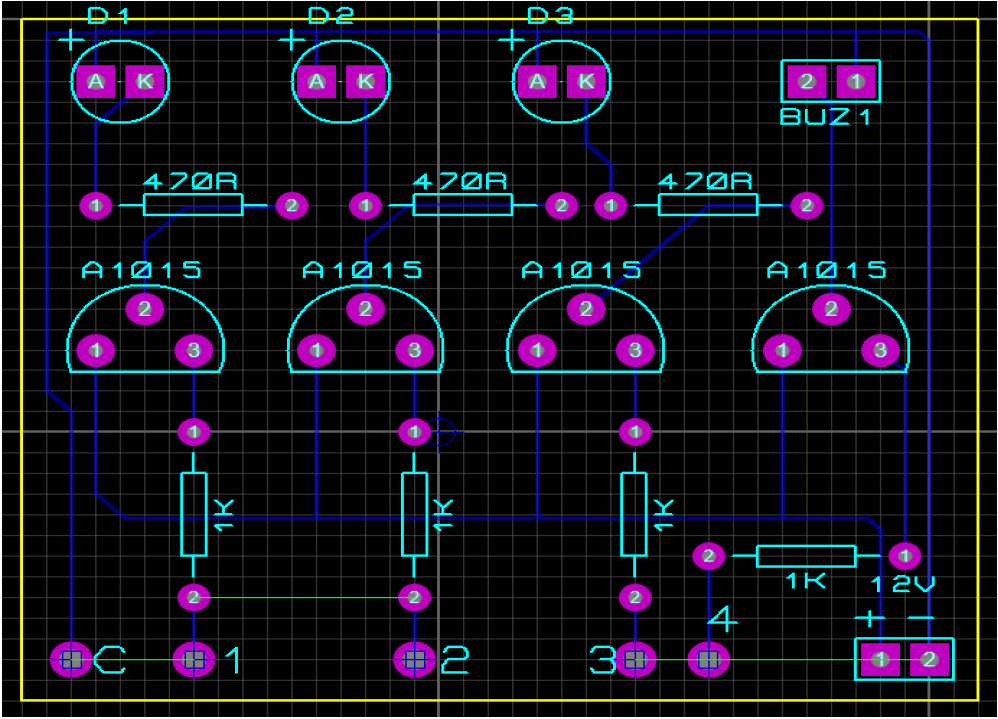 D1 D2 D3
+ + +
A K A K A K 2 1
BUZ1
470R 470R 470R
1 2 1 2 1 2
A1015 A1015 A1015 A1015
2 2 2 2
1 3 1 3 1 3 1 3
1 1 1
1K 1K 1K
2 1
1K 12V
2 2 2
4 + −
C 1 2 3 1 2